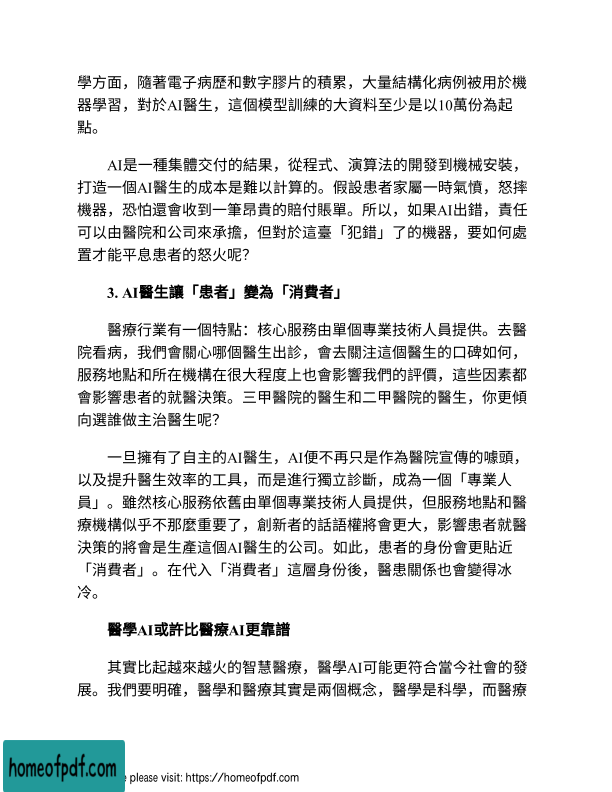 學方面，隨著電子病歷和數字膠片的積累，大量結構化病例被用於機
器學習，對於AI醫生，這個模型訓練的大資料至少是以10萬份為起
點。
AI是一種集體交付的結果，從程式、演算法的開發到機械安裝，
打造一個AI醫生的成本是難以計算的。假設患者家屬一時氣憤，怒摔
機器，恐怕還會收到一筆昂貴的賠付賬單。所以，如果AI出錯，責任
可以由醫院和公司來承擔，但對於這臺「犯錯」了的機器，要如何處
置才能平息患者的怒火呢？
3. AI醫生讓「患者」變為「消費者」
醫療行業有一個特點：核心服務由單個專業技術人員提供。去醫
院看病，我們會關心哪個醫生出診，會去關注這個醫生的口碑如何，
服務地點和所在機構在很大程度上也會影響我們的評價，這些因素都
會影響患者的就醫決策。三甲醫院的醫生和二甲醫院的醫生，你更傾
向選誰做主治醫生呢？
一旦擁有了自主的AI醫生，AI便不再只是作為醫院宣傳的噱頭，
以及提升醫生效率的工具，而是進行獨立診斷，成為一個「專業人
員」。雖然核心服務依舊由單個專業技術人員提供，但服務地點和醫
療機構似乎不那麼重要了，創新者的話語權將會更大，影響患者就醫
決策的將會是生產這個AI醫生的公司。如此，患者的身份會更貼近
「消費者」。在代入「消費者」這層身份後，醫患關係也會變得冰
冷。
醫學AI或許比醫療AI更靠譜
其實比起越來越火的智慧醫療，醫學AI可能更符合當今社會的發
展。我們要明確，醫學和醫療其實是兩個概念，醫學是科學，而醫療
homeofpdf.com
please visit: https://homeofpdf.com